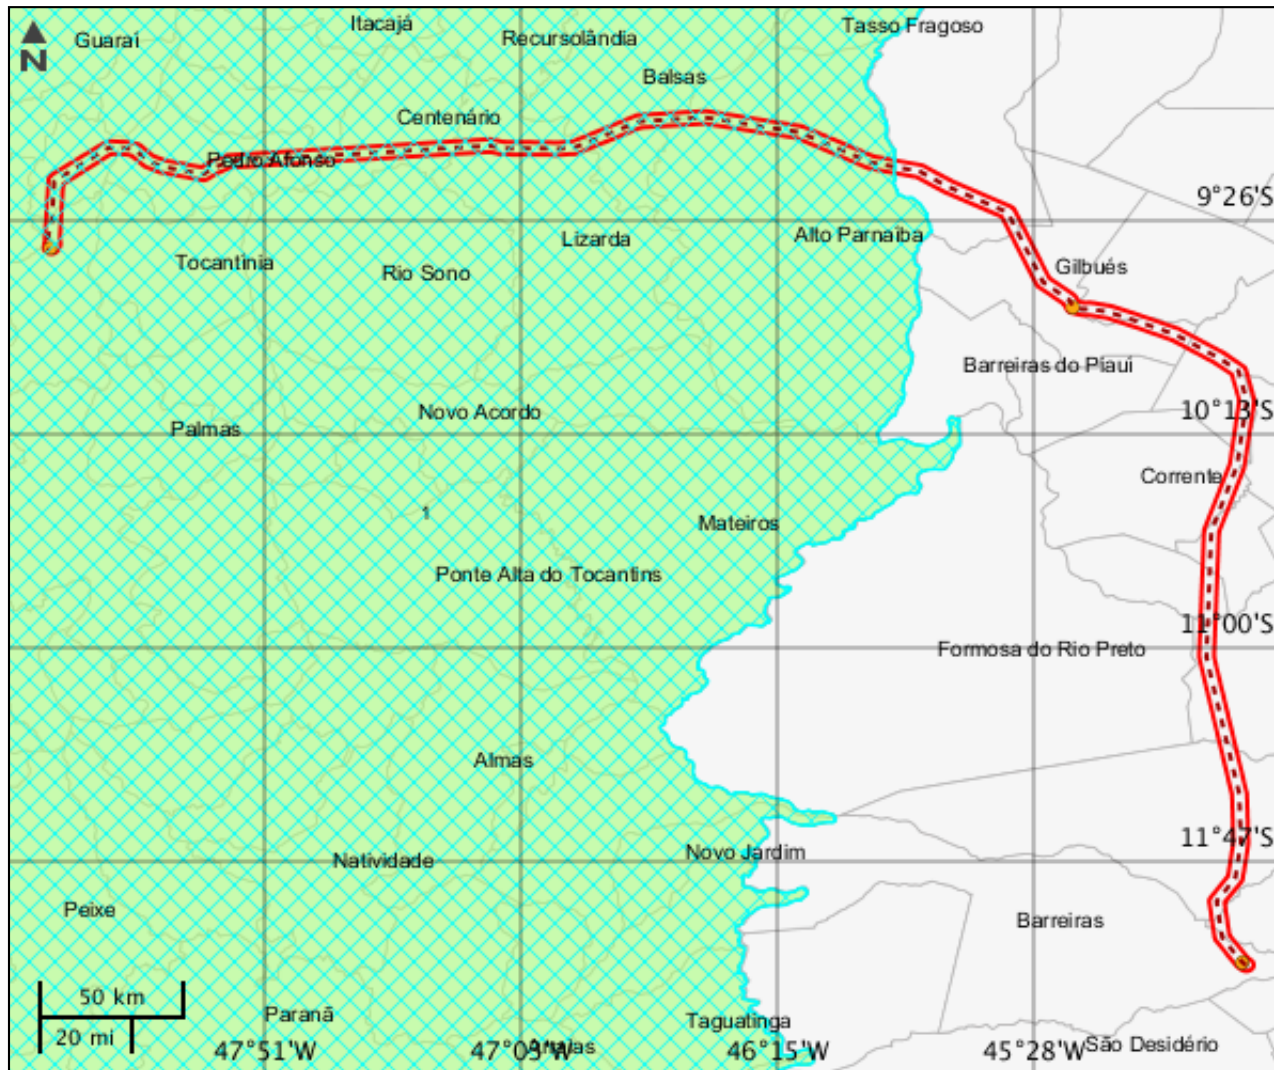 Itacajá
Tasso Fragoso
Guaraí
Recursolândia
N
Balsas
Centenário
Pedro Afonso
9°26'S
Alto Parnaíba
Lizarda
Tocantínia
Rio Sono
Gilbués
Barreiras do Piauí
Novo Acordo
10°13'S
Palmas
Corrente
1
Mateiros
Ponte Alta do Tocantins
11°00'S
Formosa do Rio Preto
Almas
11°47'S
Novo Jardim
Natividade
Peixe
Barreiras
50 km
Paranã
Taguatinga
20 mi
São Desidério
47°51'W
47°03'W
46°15'W
45°28'W